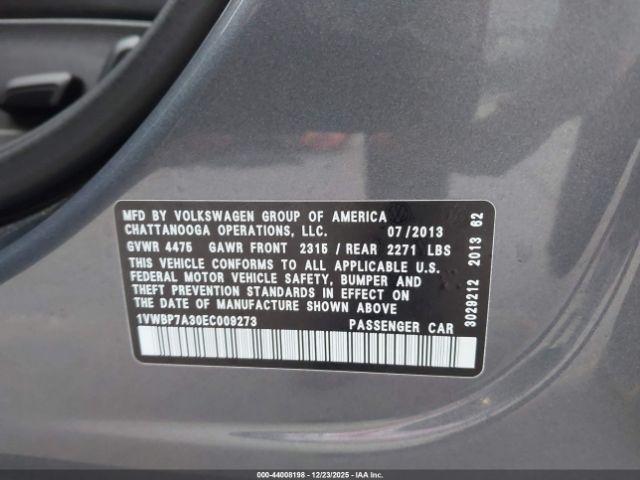 MFD BY VOLKSWAGEN GROUP OF AMERICA
CHATTANOOGA OPERATIONS, LLC. 07/2013
GVWR 4475 GAWR FRONT 2315 / REAR 2271 LBS
THIS VEHICLE CONFORMS TO ALL APPLICABLE U.S.
FEDERAL MOTOR VEHICLE SAFETY, BUMPER AND
THEFT PREVENTION STANDARDS IN EFFECT ON
THE DATE OF MANUFACTURE SHOWN ABOVE
1VWBP7A30EC009273 PASSENGER CAR
3029212 2013 62
000-44008198 - 12/23/2025 - IAA Inc.